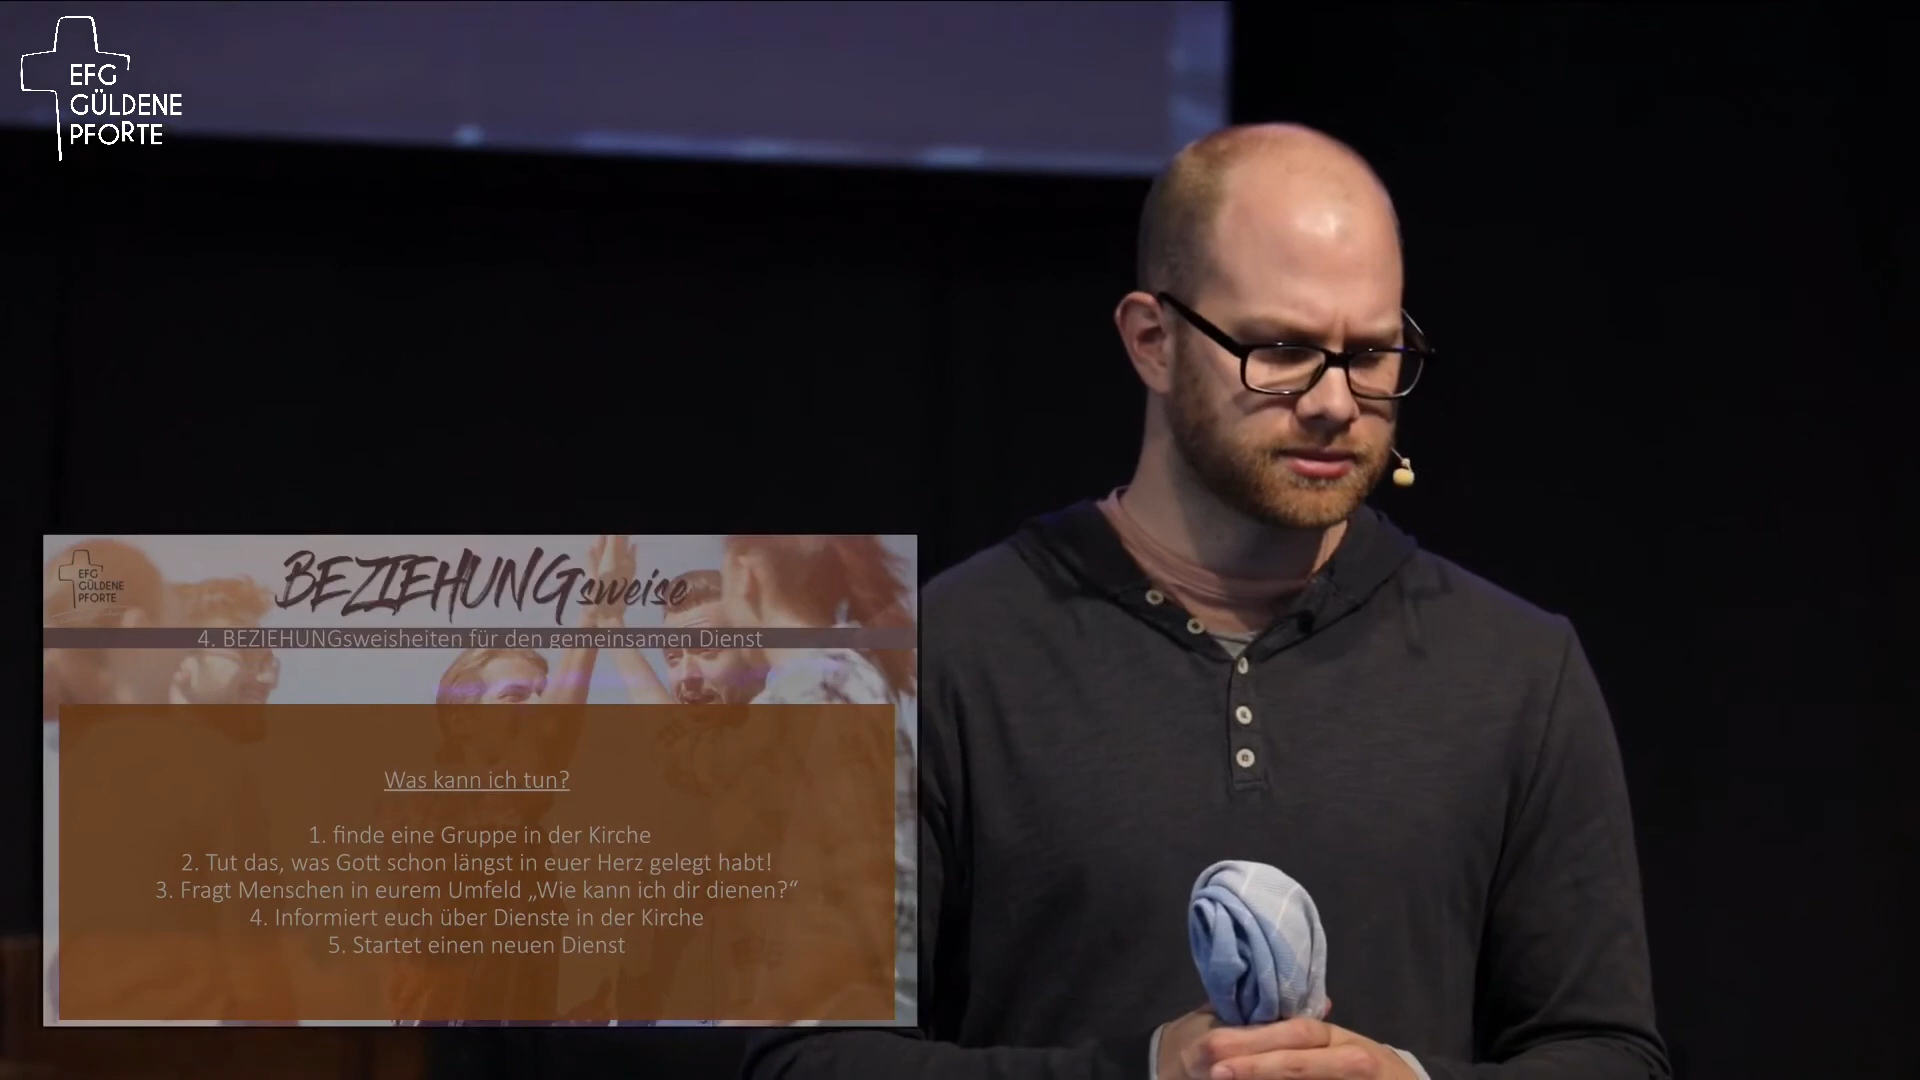 EFG
GÜLDENE
PFORTE
EFG
GÜLDENE
PFORTE
BEZIEHUNGsweise
4. BEZIEHUNGsweisheiten für den gemeinsamen Dienst
Was kann ich tun?
1. finde eine Gruppe in der Kirche
2. Tut das, was Gott schon längst in euer Herz gelegt habt!
3. Fragt Menschen in eurem Umfeld „Wie kann ich dir dienen?“
4. Informiert euch über Dienste in der Kirche
5. Startet einen neuen Dienst